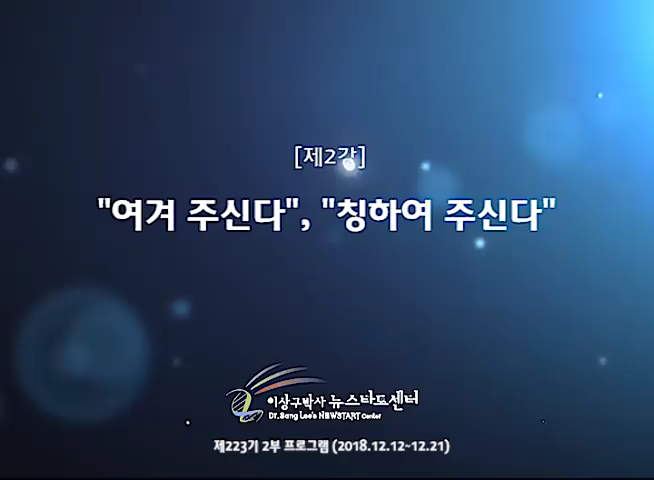 [제2강]
"여겨 주신다", "칭하여 주신다"
이상구박사 뉴스타트센터
Dr. Sang Lee's NEWSTART Center
제223기 2부 프로그램 (2018.12.12~12.21)